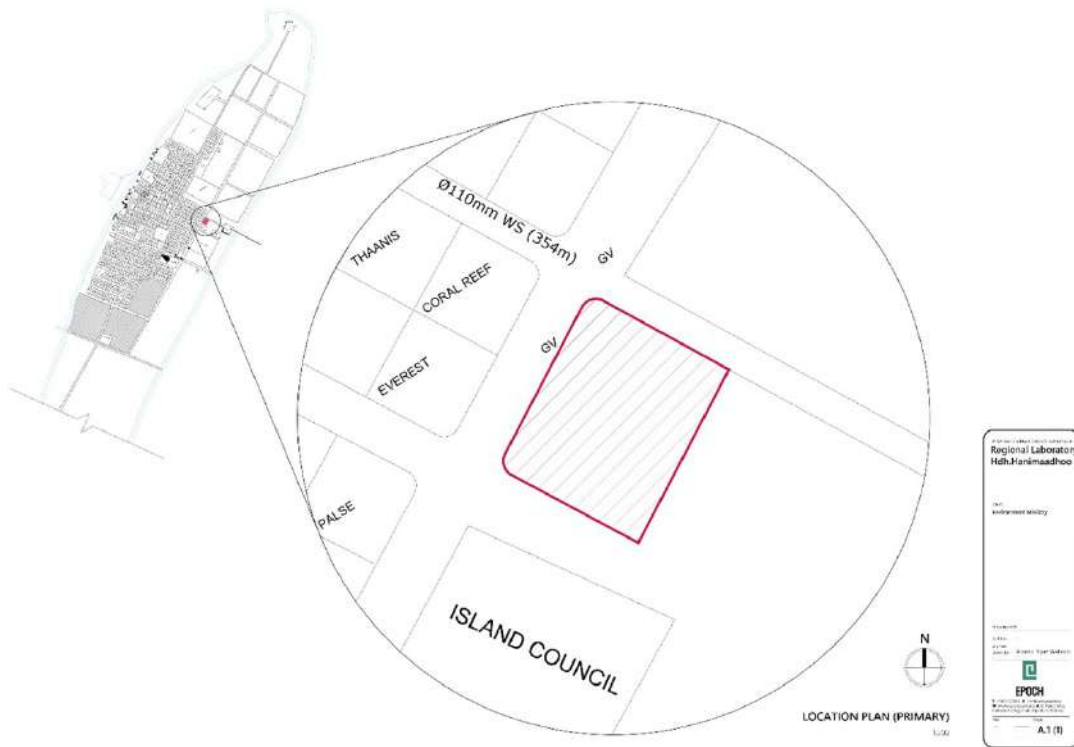 Ø110mm WS (354m)
GV
THAANIS
CORAL REEF
GV
EVEREST
PALSE
ISLAND COUNCIL
N
LOCATION PLAN (PRIMARY)
Regional Laboratory
Hdh.Hanimaadhoo
EPOCH
A.1 (1)